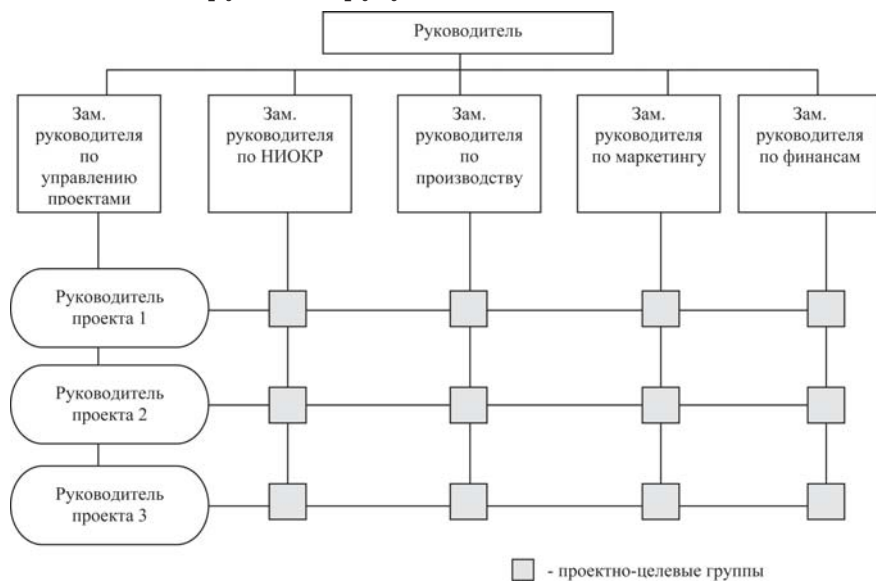 Руководитель
Зам.
руководителя
по
управлению
проектами
Зам.
руководителя
по НИОКР
Зам.
руководителя
по
производству
Зам.
руководителя
по маркетингу
Зам.
руководителя
по финансам
Руководитель
проекта 1
Руководитель
проекта 2
Руководитель
проекта 3
- проектно-целевые группы